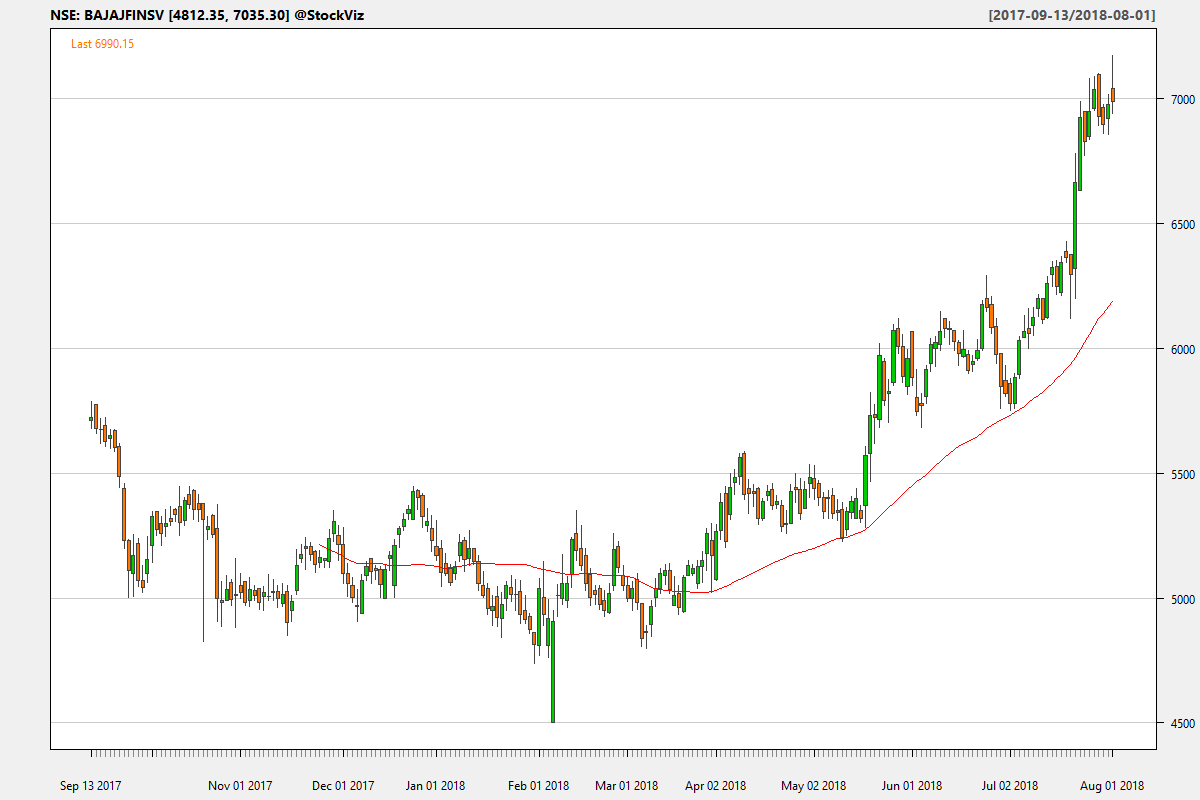 NSE: BAJAJFINSV [4812.35, 7035.30] @StockViz [2017-09-13/2018-08-01]
Last 6990.15
7000
6500
6000
5500
5000
4500
Sep 13 2017 Nov 01 2017 Dec 01 2017 Jan 01 2018 Feb 01 2018 Mar 01 2018 Apr 02 2018 May 02 2018 Jun 01 2018 Jul 02 2018 Aug 01 2018